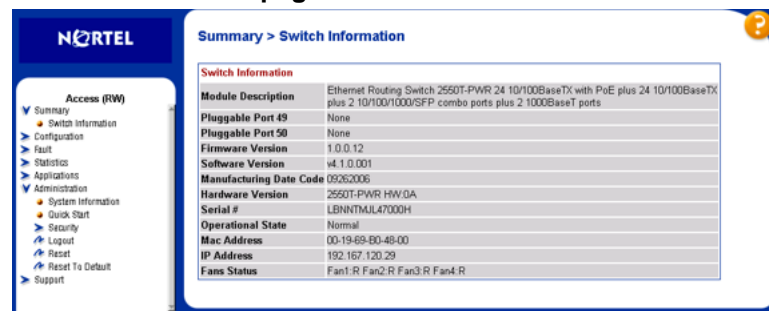 NORTEL
Summary > Switch Information
?
Access (RW)
Summary
Switch Information
Configuration
Fault
Statistics
Applications
Administration
System Information
Quick Start
Security
Logout
Reset
Reset To Default
Support
Switch Information
Module Description Ethernet Routing Switch 2550T-PWR 24 10/100BaseTX with PoE plus 24 10/100BaseTX
plus 2 10/100/1000/SFP combo ports plus 2 1000BaseT ports
Pluggable Port 49 None
Pluggable Port 50 None
Firmware Version 1.0.0.12
Software Version v4.1.0.001
Manufacturing Date Code 09262006
Hardware Version 2550T-PWR HW:0A
Serial # LBNNTMJL47000H
Operational State Normal
Mac Address 00-19-69-B0-48-00
IP Address 192.167.120.29
Fans Status Fan1:R Fan2:R Fan3:R Fan4:R